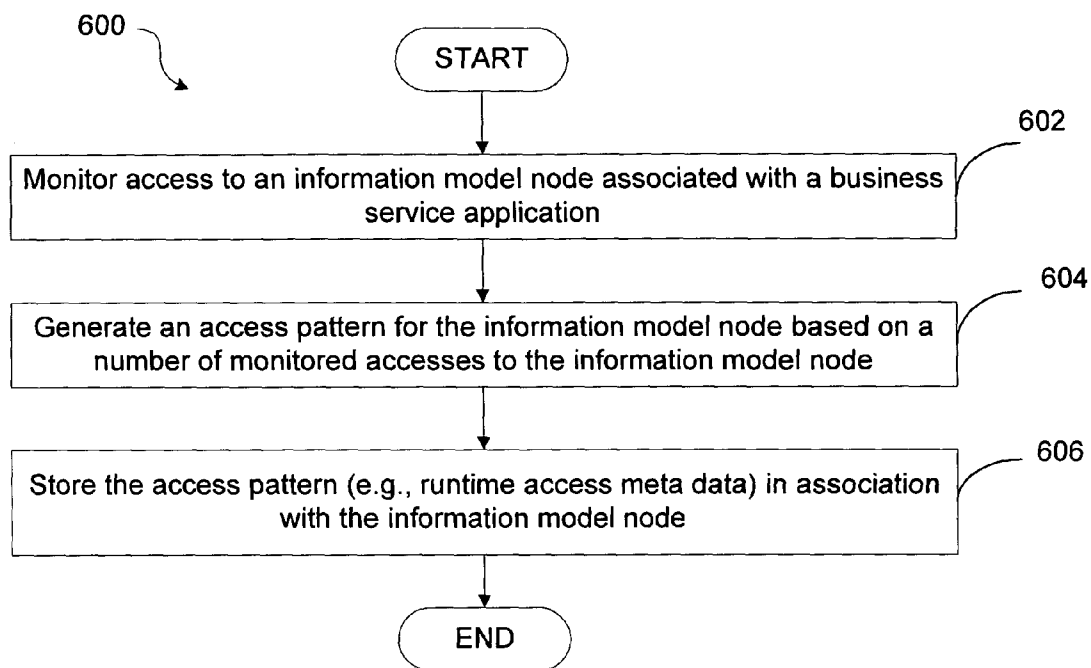 600
START
602
Monitor access to an information model node associated with a business
service application
604
Generate an access pattern for the information model node based on a
number of monitored accesses to the information model node
606
Store the access pattern (e.g., runtime access meta data) in association
with the information model node
END